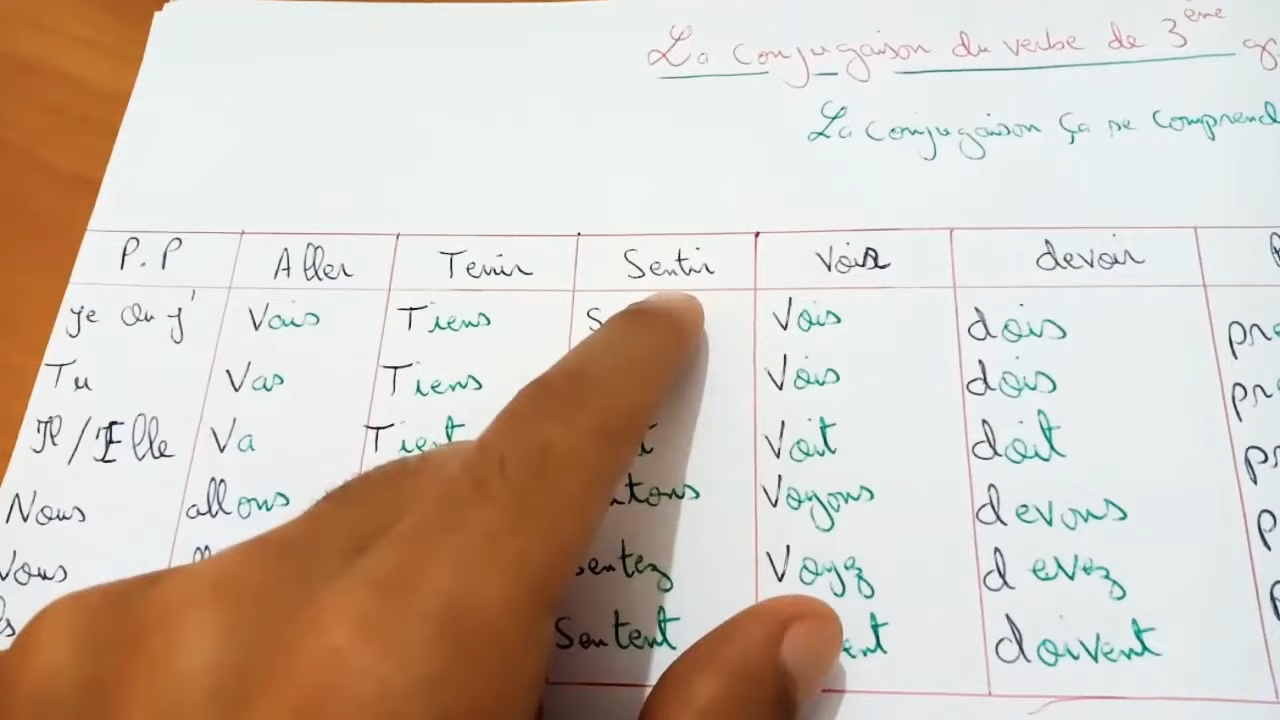 La conjugaison du verbe de 3ème
La conjugaison ça se comprend
P.P Aller Tenir Sentir Voir devoir
Je ou j' Vais Tiens Vois dois
Tu Vas Tiens Vois dois
Il/Elle Va Tient Voit doit
Nous allons Voyons devons
Vous sentez Voyez devez
Sentent doivent